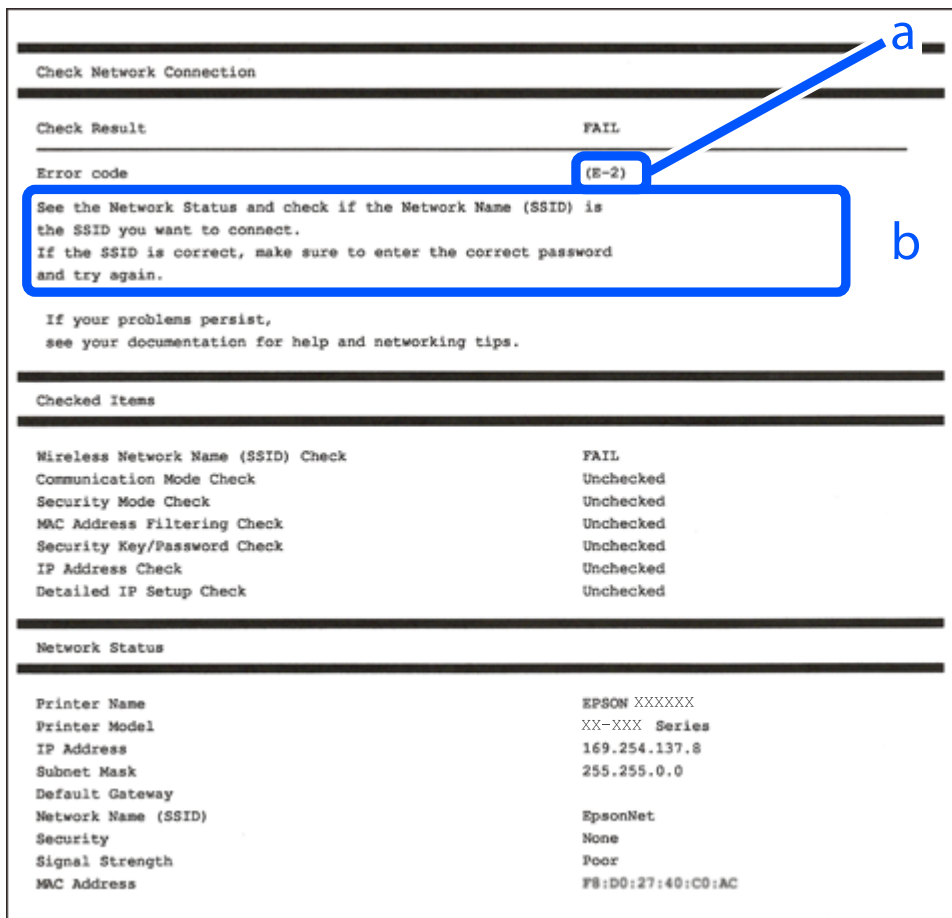 a
Check Network Connection
Check Result FAIL
Error code (E-2)
See the Network Status and check if the Network Name (SSID) is
the SSID you want to connect.
If the SSID is correct, make sure to enter the correct password
and try again.
b
If your problems persist,
see your documentation for help and networking tips.
Checked Items
Wireless Network Name (SSID) Check FAIL
Communication Mode Check Unchecked
Security Mode Check Unchecked
MAC Address Filtering Check Unchecked
Security Key/Password Check Unchecked
IP Address Check Unchecked
Detailed IP Setup Check Unchecked
Network Status
Printer Name EPSON XXXXXX
Printer Model XX-XXX Series
IP Address 169.254.137.8
Subnet Mask 255.255.0.0
Default Gateway
Network Name (SSID) EpsonNet
Security None
Signal Strength Poor
MAC Address F8:D0:27:40:C0:AC